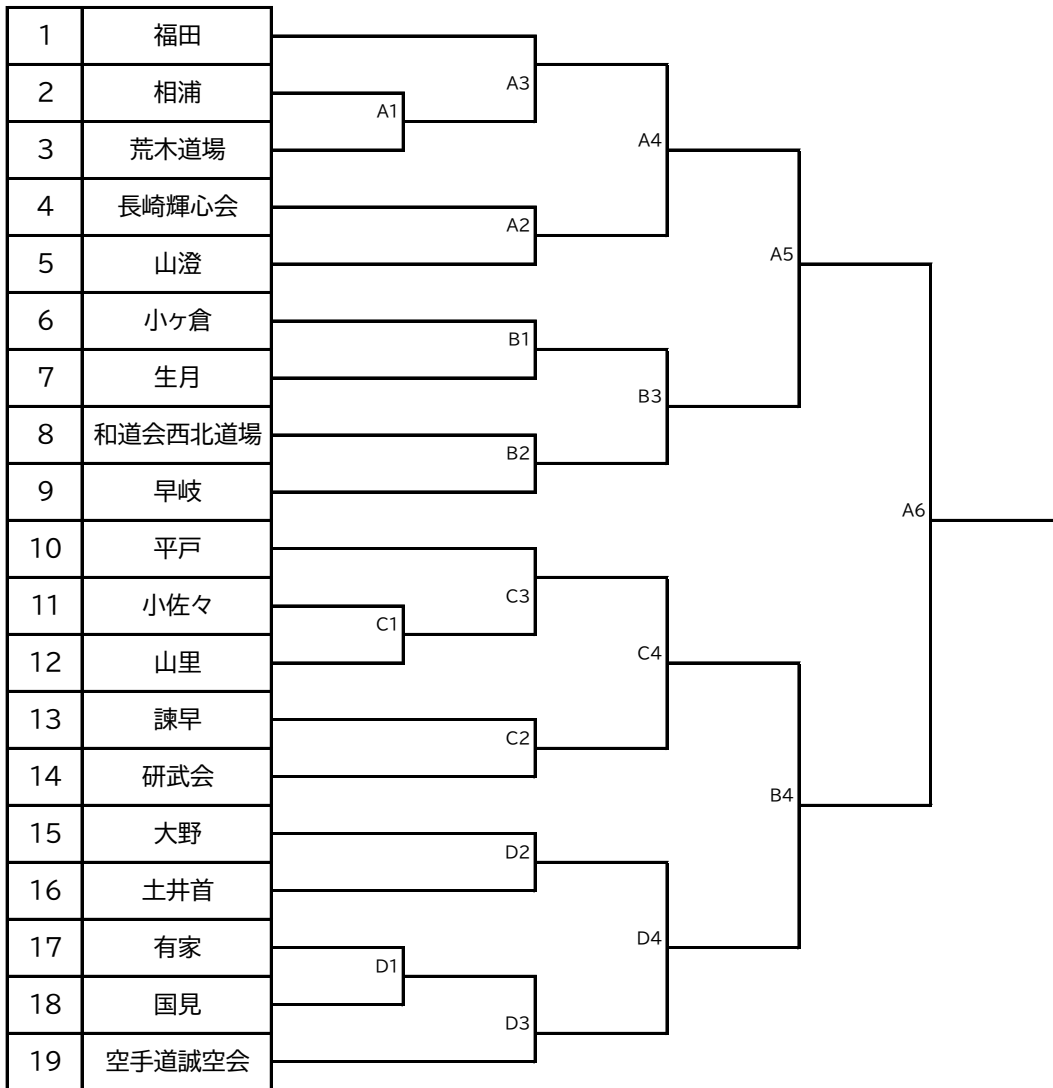 1 福田
2 相浦
3 荒木道場
4 長崎輝心会
5 山澄
6 小ヶ倉
7 生月
8 和道会西北道場
9 早岐
10 平戸
11 小佐々
12 山里
13 諫早
14 研武会
15 大野
16 土井首
17 有家
18 国見
19 空手道誠空会
A1
A3
A2
A4
B1
B2
B3
A5
C1
C3
C2
C4
D2
D1
D3
D4
B4
A6